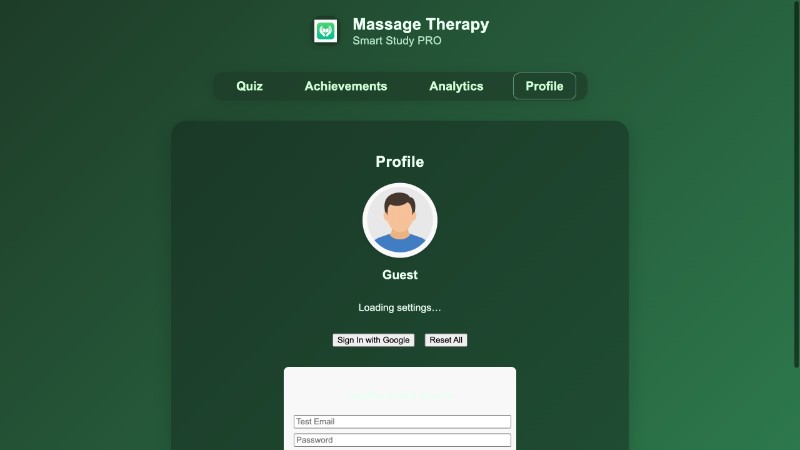 Massage Therapy
Smart Study PRO
Quiz
Achievements
Analytics
Profile
Profile
Guest
Loading settings…
Sign In with Google
Reset All
Test Email
Password